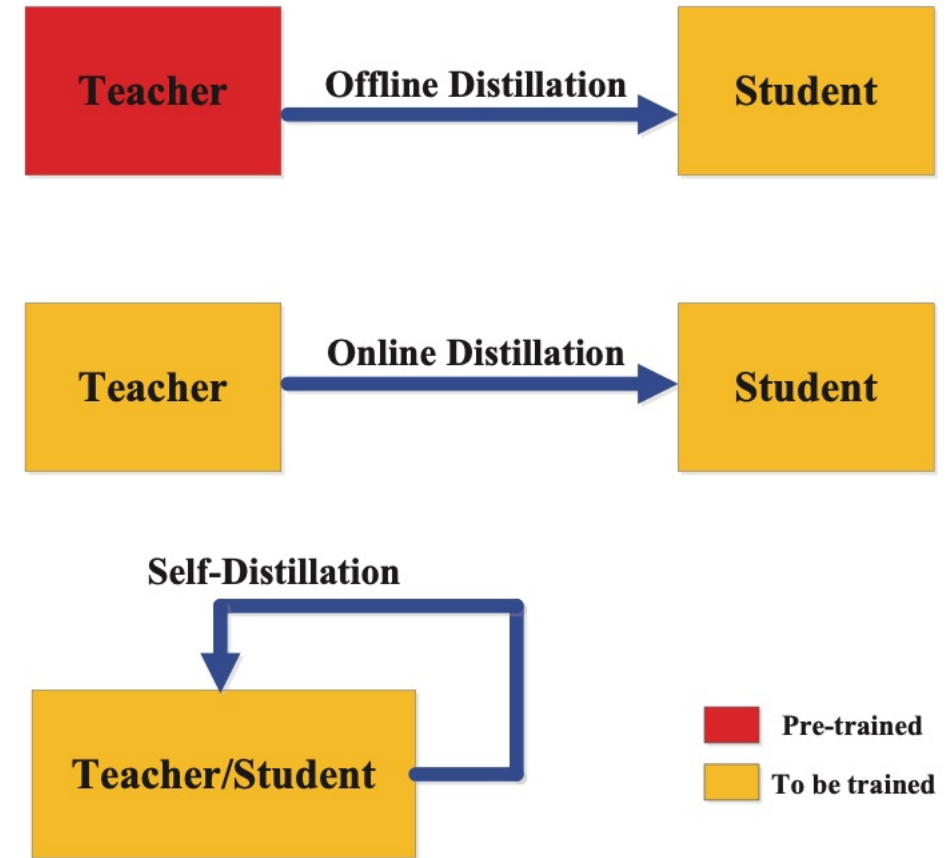 Teacher
Offline Distillation
Student
Teacher
Online Distillation
Student
Self-Distillation
Teacher/Student
Pre-trained
To be trained